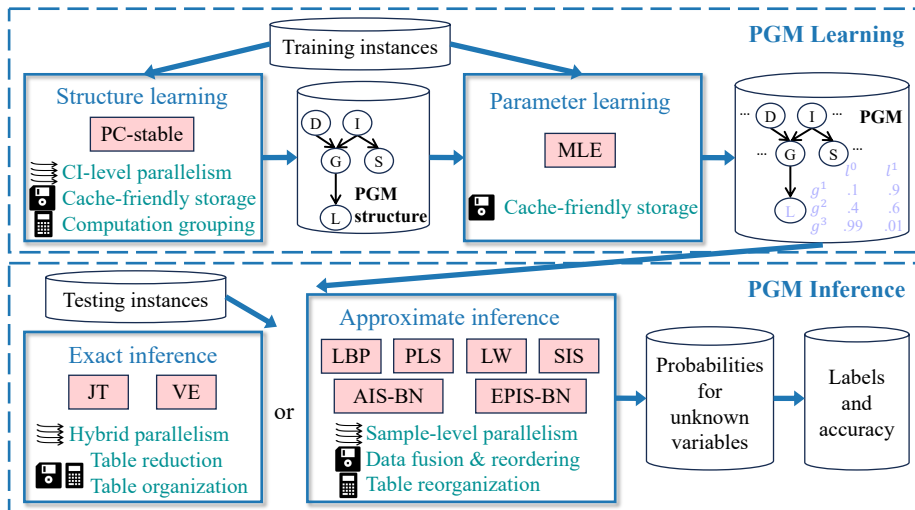 PGM Learning
Training instances
Structure learning
PC-stable
CI-level parallelism
Cache-friendly storage
Computation grouping
D
I
G
S
L
PGM
structure
Parameter learning
MLE
Cache-friendly storage
... D I ...
PGM
... G S ...
L
l⁰ l¹
g¹ .1 .9
g² .4 .6
g³ .99 .01
PGM Inference
Testing instances
Exact inference
JT VE
Hybrid parallelism
Table reduction
Table organization
or
Approximate inference
LBP PLS LW SIS
AIS-BN EPIS-BN
Sample-level parallelism
Data fusion & reordering
Table reorganization
Probabilities
for
unknown
variables
Labels
and
accuracy